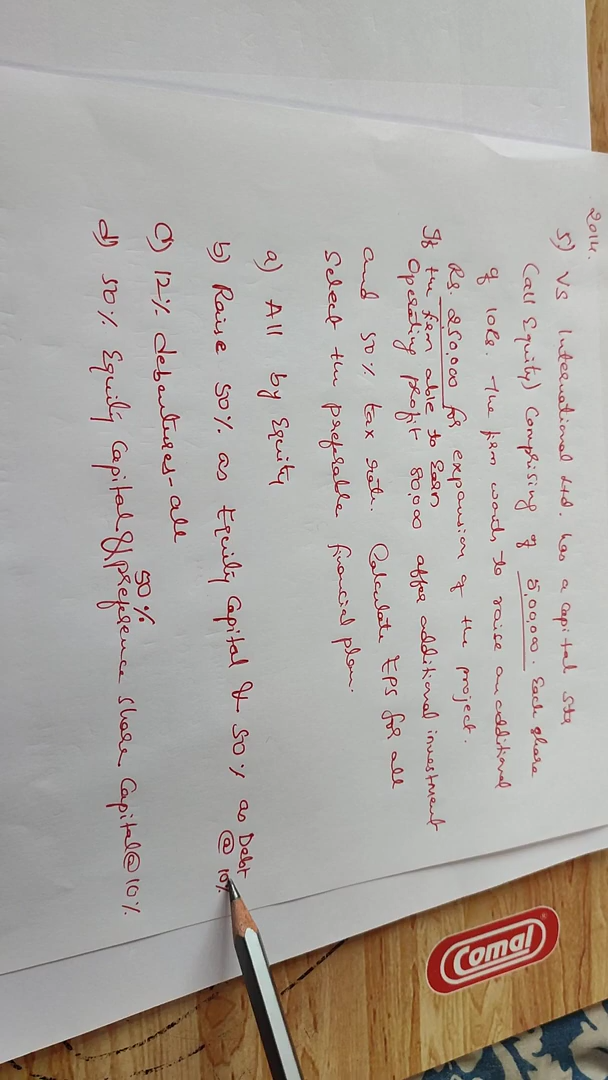 2014.
5) VS International Ltd. has a capital str
(all Equity) Comprising of 5,00,000. Each share
of 10Rs. The firm wants to raise an additional
Rs. 250,000 for expansion of the project.
If the firm able to Earn
Operating profit 80,000 after additional investment
and 50% tax rate. Calculate EPS for all
Select the preferable financial plan.
a) All by Equity
b) Raise 50% as Equity Capital & 50% as Debt
@ 10%
c) 12% debentures - all
d) 50% Equity Capital & 50% preference share Capital @ 10%
Comal